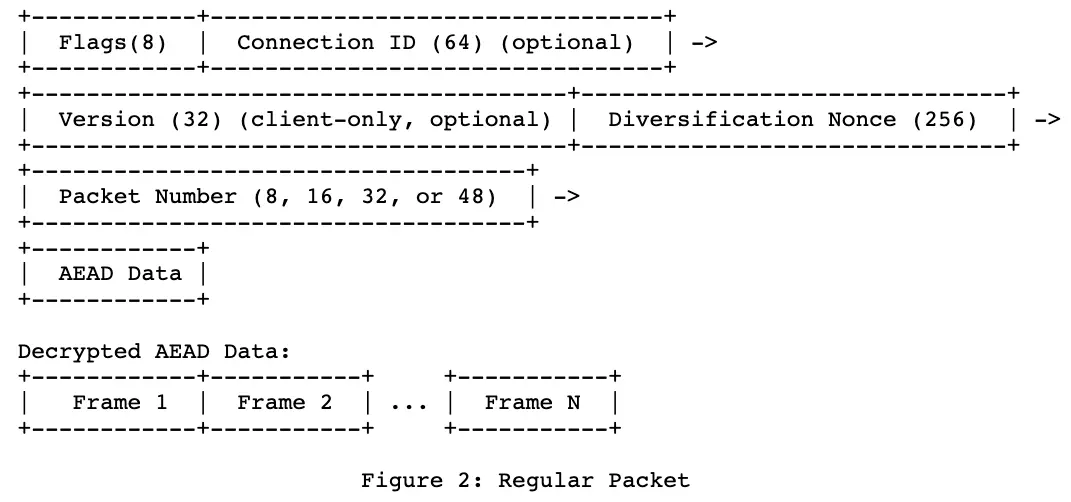 +------------+---------------------------------+
|  Flags(8)  |  Connection ID (64) (optional)  | ->
+------------+---------------------------------+
+---------------------------------------+-------------------------------+
|  Version (32) (client-only, optional) |  Diversification Nonce (256)  | ->
+---------------------------------------+-------------------------------+
+------------------------------------+
|  Packet Number (8, 16, 32, or 48)  | ->
+------------------------------------+
+------------+
|  AEAD Data |
+------------+
Decrypted AEAD Data:
+------------+-----------+     +-----------+
|   Frame 1  |  Frame 2  | ... |  Frame N  |
+------------+-----------+     +-----------+
Figure 2: Regular Packet